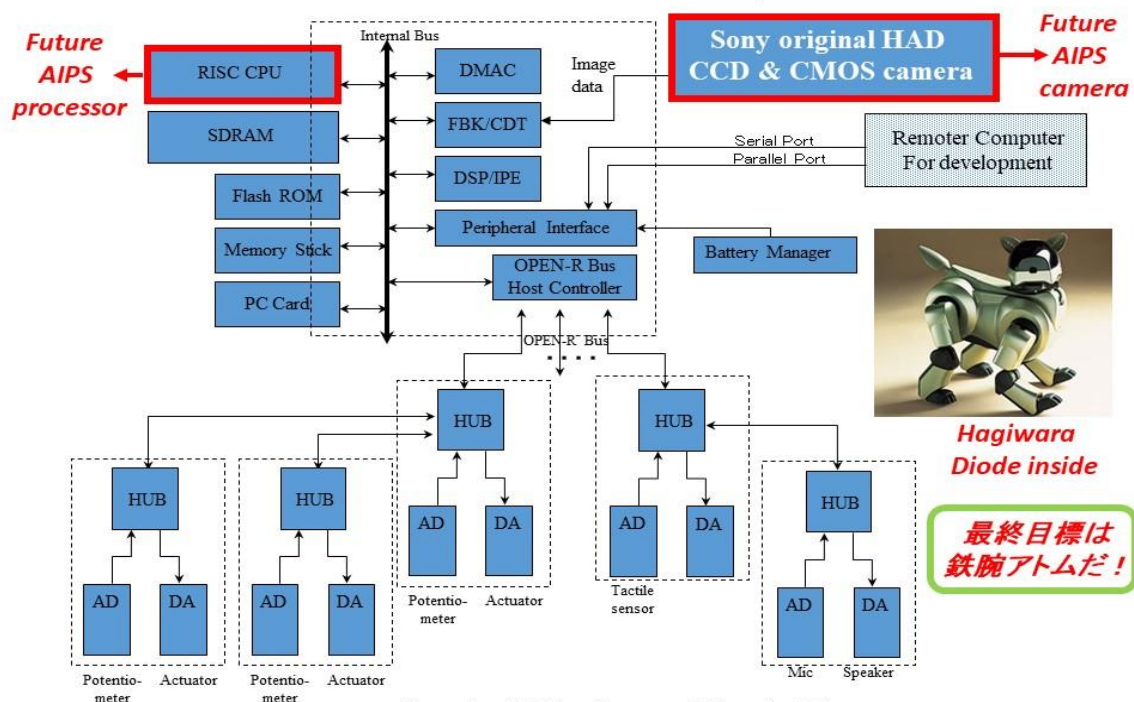 Future
AIPS
processor
Internal Bus
RISC CPU
SDRAM
Flash ROM
Memory Stick
PC Card
DMAC
FBK/CDT
DSP/IPE
Peripheral Interface
OPEN-R Bus
Host Controller
Image
data
Sony original HAD
CCD & CMOS camera
Future
AIPS
camera
Serial Port
Parallel Port
Remoter Computer
For development
Battery Manager
Hagiwara
Diode inside
最終目標は
鉄腕アトムだ！
OPEN-R Bus
HUB
AD
DA
Potentio-
meter
Actuator
HUB
AD
DA
Potentio-
meter
Actuator
HUB
AD
DA
Potentio-
meter
Actuator
HUB
AD
DA
Tactile
sensor
HUB
AD
DA
Mic
Speaker